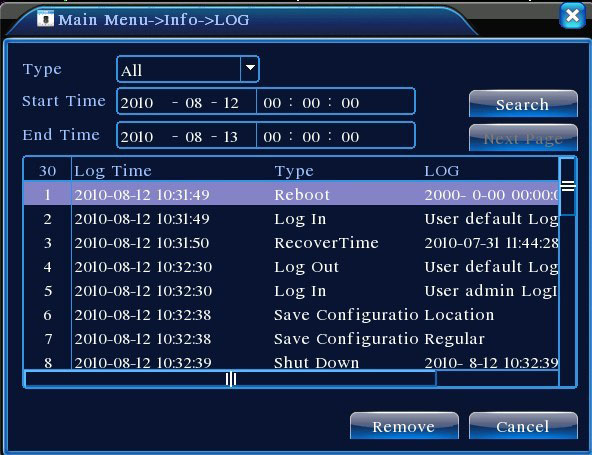 Main Menu->Info->LOG
Type All
Start Time 2010 - 08 - 12 00 : 00 : 00 Search
End Time 2010 - 08 - 13 00 : 00 : 00 Next Page
30 Log Time Type LOG
1 2010-08-12 10:31:49 Reboot 2000- 0-00 00:00:0
2 2010-08-12 10:31:49 Log In User default Log
3 2010-08-12 10:31:50 RecoverTime 2010-07-31 11:44:28
4 2010-08-12 10:32:30 Log Out User default Log
5 2010-08-12 10:32:30 Log In User admin LogI
6 2010-08-12 10:32:38 Save Configuratio Location
7 2010-08-12 10:32:38 Save Configuratio Regular
8 2010-08-12 10:32:39 Shut Down 2010- 8-12 10:32:39
Remove Cancel